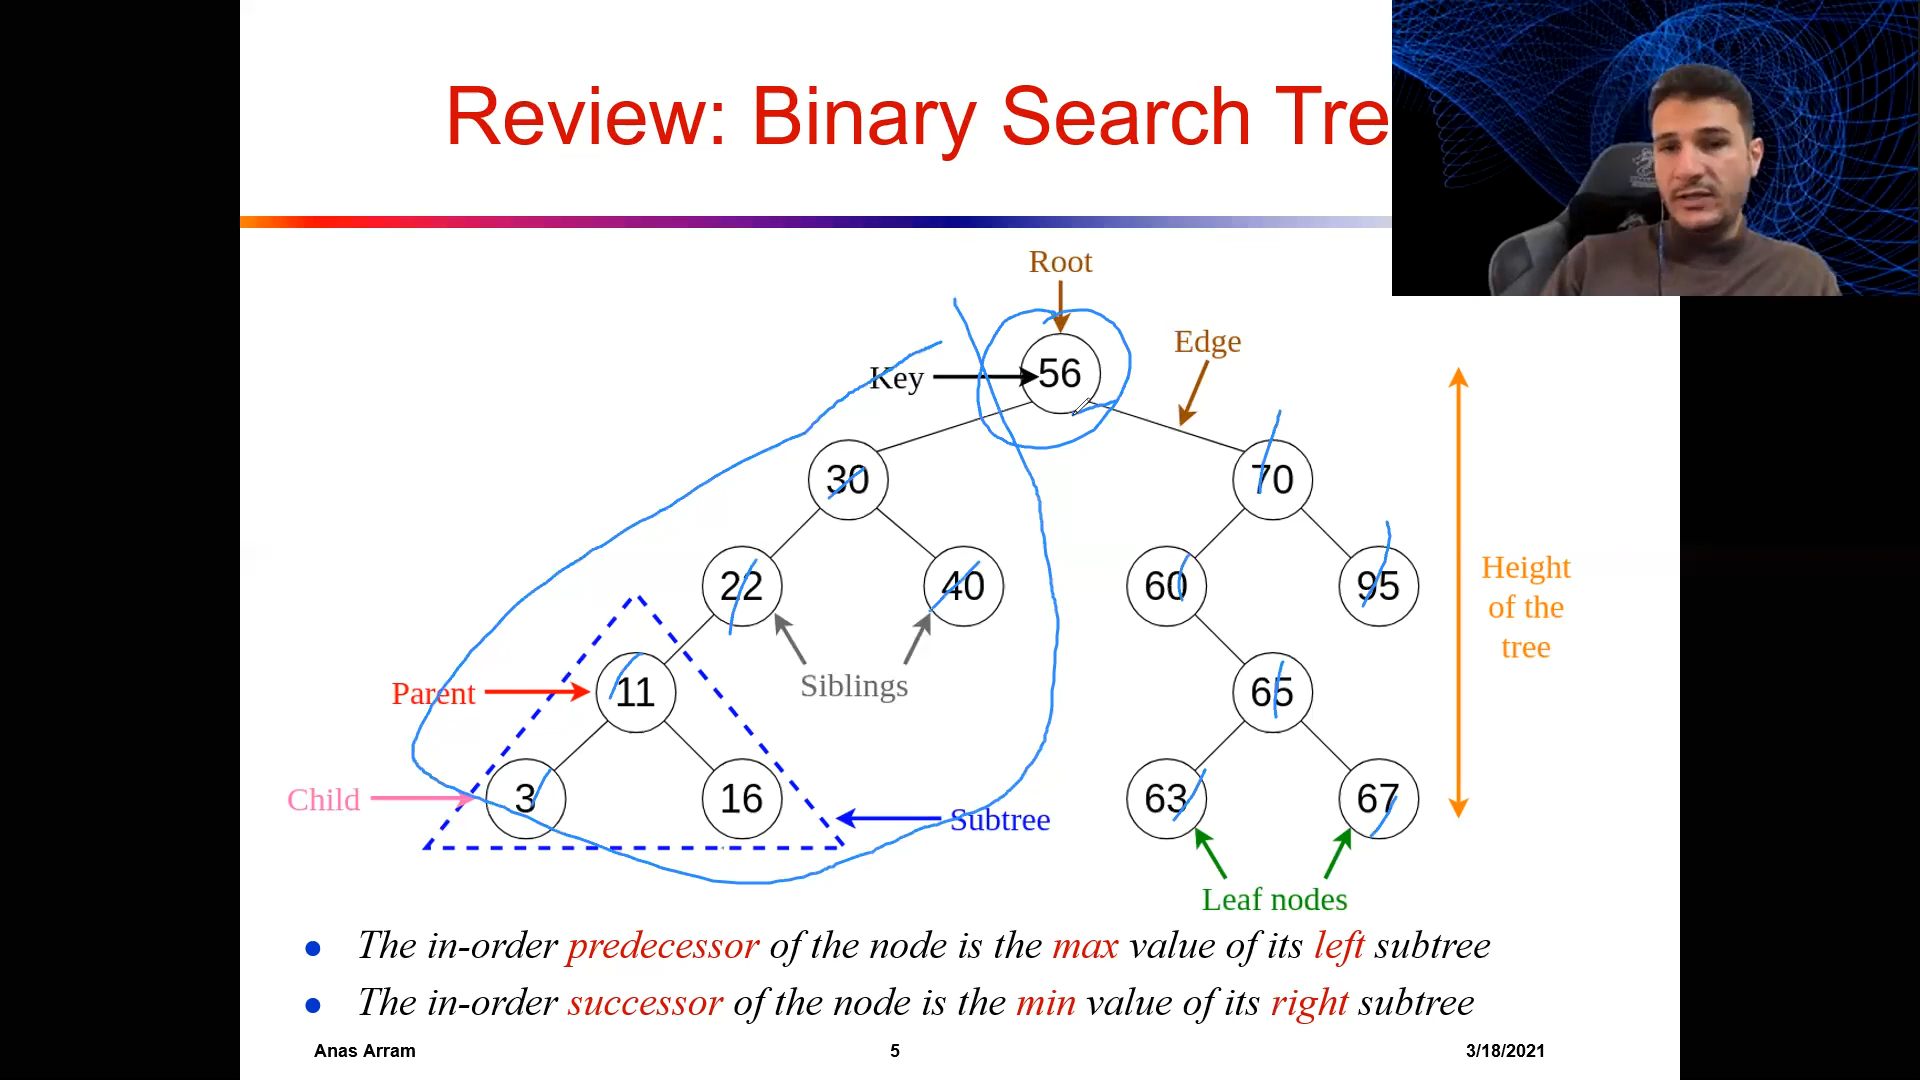 Review: Binary Search Tre
Root
Edge
Key
56
30
70
22
40
60
95
Height
of the
tree
Siblings
Parent
11
65
Child
3
16
Subtree
63
67
Leaf nodes
The in-order predecessor of the node is the max value of its left subtree
The in-order successor of the node is the min value of its right subtree
Anas Arram
5
3/18/2021